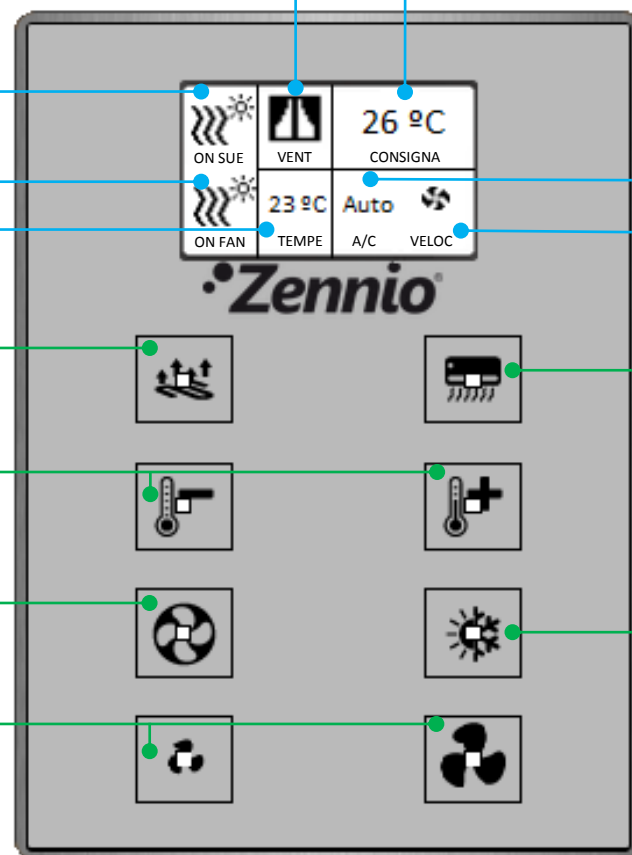 26 ºC
ON SUE
VENT
CONSIGNA
23 ºC
Auto
ON FAN
TEMPE
A/C
VELOC
Zennio